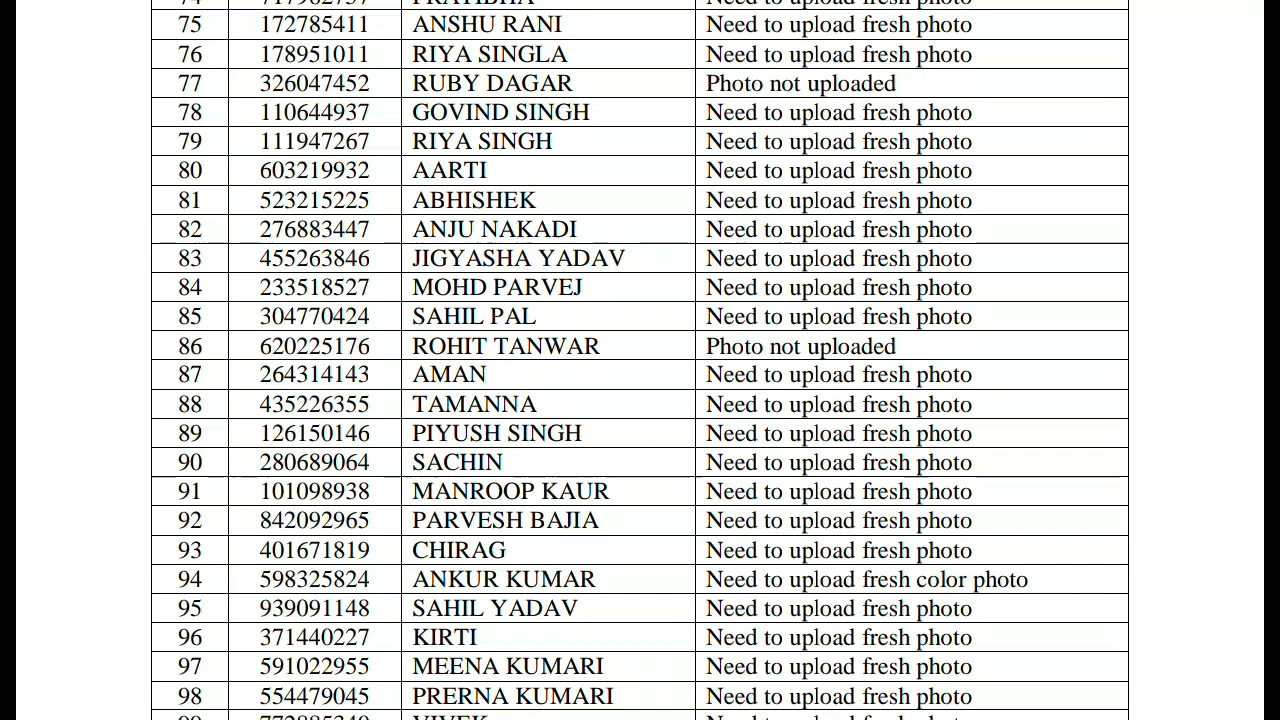 75 172785411 ANSHU RANI Need to upload fresh photo
76 178951011 RIYA SINGLA Need to upload fresh photo
77 326047452 RUBY DAGAR Photo not uploaded
78 110644937 GOVIND SINGH Need to upload fresh photo
79 111947267 RIYA SINGH Need to upload fresh photo
80 603219932 AARTI Need to upload fresh photo
81 523215225 ABHISHEK Need to upload fresh photo
82 276883447 ANJU NAKADI Need to upload fresh photo
83 455263846 JIGYASHA YADAV Need to upload fresh photo
84 233518527 MOHD PARVEJ Need to upload fresh photo
85 304770424 SAHIL PAL Need to upload fresh photo
86 620225176 ROHIT TANWAR Photo not uploaded
87 264314143 AMAN Need to upload fresh photo
88 435226355 TAMANNA Need to upload fresh photo
89 126150146 PIYUSH SINGH Need to upload fresh photo
90 280689064 SACHIN Need to upload fresh photo
91 101098938 MANROOP KAUR Need to upload fresh photo
92 842092965 PARVESH BAJIA Need to upload fresh photo
93 401671819 CHIRAG Need to upload fresh photo
94 598325824 ANKUR KUMAR Need to upload fresh color photo
95 939091148 SAHIL YADAV Need to upload fresh photo
96 371440227 KIRTI Need to upload fresh photo
97 591022955 MEENA KUMARI Need to upload fresh photo
98 554479045 PRERNA KUMARI Need to upload fresh photo